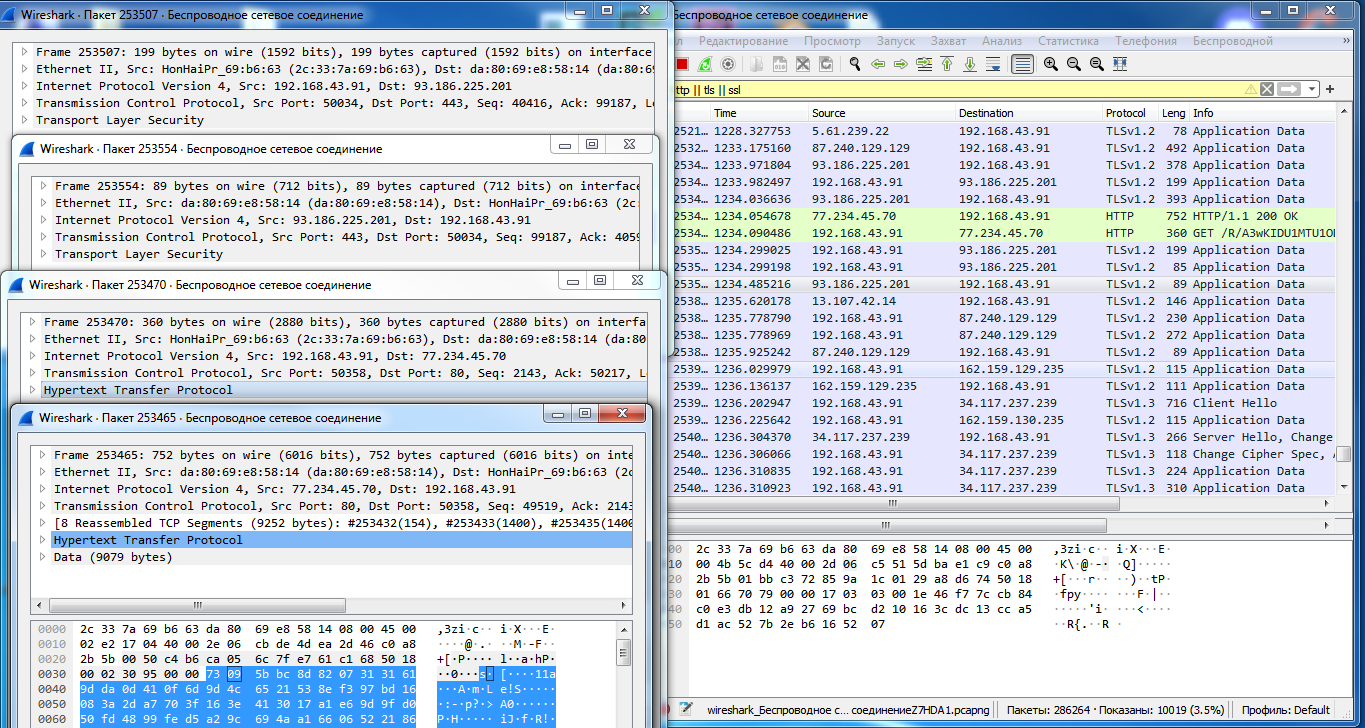 Wireshark · Пакет 253507 · Беспроводное сетевое соединение
Frame 253507: 199 bytes on wire (1592 bits), 199 bytes captured (1592 bits) on interface
Ethernet II, Src: HonHaiPr_69:b6:63 (2c:33:7a:69:b6:63), Dst: da:80:69:e8:58:14 (da:80:69
Internet Protocol Version 4, Src: 192.168.43.91, Dst: 93.186.225.201
Transmission Control Protocol, Src Port: 50034, Dst Port: 443, Seq: 40416, Ack: 99187, L
Transport Layer Security
Wireshark · Пакет 253554 · Беспроводное сетевое соединение
Frame 253554: 89 bytes on wire (712 bits), 89 bytes captured (712 bits) on interface
Ethernet II, Src: da:80:69:e8:58:14 (da:80:69:e8:58:14), Dst: HonHaiPr_69:b6:63 (2c:
Internet Protocol Version 4, Src: 93.186.225.201, Dst: 192.168.43.91
Transmission Control Protocol, Src Port: 443, Dst Port: 50034, Seq: 99187, Ack: 4059
Transport Layer Security
Wireshark · Пакет 253470 · Беспроводное сетевое соединение
Frame 253470: 360 bytes on wire (2880 bits), 360 bytes captured (2880 bits) on interfa
Ethernet II, Src: HonHaiPr_69:b6:63 (2c:33:7a:69:b6:63), Dst: da:80:69:e8:58:14 (da:80
Internet Protocol Version 4, Src: 192.168.43.91, Dst: 77.234.45.70
Transmission Control Protocol, Src Port: 50358, Dst Port: 80, Seq: 2143, Ack: 50217, L
Hypertext Transfer Protocol
Wireshark · Пакет 253465 · Беспроводное сетевое соединение
Frame 253465: 752 bytes on wire (6016 bits), 752 bytes captured (6016 bits) on inte
Ethernet II, Src: da:80:69:e8:58:14 (da:80:69:e8:58:14), Dst: HonHaiPr_69:b6:63 (2c
Internet Protocol Version 4, Src: 77.234.45.70, Dst: 192.168.43.91
Transmission Control Protocol, Src Port: 80, Dst Port: 50358, Seq: 49519, Ack: 2143
[8 Reassembled TCP Segments (9252 bytes): #253432(154), #253433(1400), #253435(1400
Hypertext Transfer Protocol
Data (9079 bytes)
0000 2c 33 7a 69 b6 63 da 80 69 e8 58 14 08 00 45 00 ,3zi·c·· i·X···E·
0010 02 e2 17 04 40 00 2e 06 cb de 4d ea 2d 46 c0 a8 ····@·.· ··M·-F··
0020 2b 5b 00 50 c4 b6 ca 05 6c 7f e7 61 c1 68 50 18 +[·P···· l··a·hP·
0030 00 02 30 95 00 00 73 09 5b bc 8d 82 07 31 31 61 ··0···s· [····11a
0040 9d da 0d 41 0f 6d 9d 4c 65 21 53 8e f3 97 bd 16 ···A·m·L e!S·····
0050 08 3a 2d a7 70 3f 16 3e 41 30 17 a1 e6 9d 9f d0 ·:-·p?·> A0······
0060 50 fd 48 99 fe d5 a2 9c 69 4a a1 66 06 52 21 86 P·H····· iJ·f·R!·
Беспроводное сетевое соединение
л Редактирование Просмотр Запуск Захват Анализ Статистика Телефония Беспроводной »
ttp || tls || ssl
Time Source Destination Protocol Leng Info
2521… 1228.327753 5.61.239.22 192.168.43.91 TLSv1.2 78 Application Data
2532… 1233.175160 87.240.129.129 192.168.43.91 TLSv1.2 492 Application Data
2534… 1233.971804 93.186.225.201 192.168.43.91 TLSv1.2 378 Application Data
2534… 1233.982497 192.168.43.91 93.186.225.201 TLSv1.2 199 Application Data
2534… 1234.036636 93.186.225.201 192.168.43.91 TLSv1.2 393 Application Data
2534… 1234.054678 77.234.45.70 192.168.43.91 HTTP 752 HTTP/1.1 200 OK
2534… 1234.090486 192.168.43.91 77.234.45.70 HTTP 360 GET /R/A3wKIDU1MTU1O
2535… 1234.299025 192.168.43.91 93.186.225.201 TLSv1.2 199 Application Data
2535… 1234.299198 192.168.43.91 93.186.225.201 TLSv1.2 85 Application Data
2535… 1234.485216 93.186.225.201 192.168.43.91 TLSv1.2 89 Application Data
2538… 1235.620178 13.107.42.14 192.168.43.91 TLSv1.2 146 Application Data
2538… 1235.778790 192.168.43.91 87.240.129.129 TLSv1.2 230 Application Data
2538… 1235.778969 192.168.43.91 87.240.129.129 TLSv1.2 272 Application Data
2538… 1235.925242 87.240.129.129 192.168.43.91 TLSv1.2 89 Application Data
2539… 1236.029979 192.168.43.91 162.159.129.235 TLSv1.2 115 Application Data
2539… 1236.136137 162.159.129.235 192.168.43.91 TLSv1.2 111 Application Data
2539… 1236.202947 192.168.43.91 34.117.237.239 TLSv1.3 716 Client Hello
2539… 1236.225642 192.168.43.91 162.159.130.235 TLSv1.2 115 Application Data
2540… 1236.304370 34.117.237.239 192.168.43.91 TLSv1.3 266 Server Hello, Change
2540… 1236.306066 192.168.43.91 34.117.237.239 TLSv1.3 118 Change Cipher Spec,
2540… 1236.310835 192.168.43.91 34.117.237.239 TLSv1.3 224 Application Data
2540… 1236.310923 192.168.43.91 34.117.237.239 TLSv1.3 310 Application Data
00 2c 33 7a 69 b6 63 da 80 69 e8 58 14 08 00 45 00 ,3zi·c·· i·X···E·
10 00 4b 5c d4 40 00 2d 06 c5 51 5d ba e1 c9 c0 a8 ·K\·@·-· ·Q]·····
20 2b 5b 01 bb c3 72 85 9a 1c 01 29 a8 d6 74 50 18 +[···r·· ··)··tP·
30 01 66 70 79 00 00 17 03 03 00 1e 46 f7 7c cb 84 ·fpy···· ···F·|··
40 c0 e3 db 12 a9 27 69 bc d2 10 16 3c dc 13 cc a5 ·····'i· ···<····
50 d1 ac 52 7b 2e eb 16 52 07 ··R{.··R ·
wireshark_Беспроводное с… соединениеZ7HDA1.pcapng Пакеты: 286264 · Показаны: 10019 (3.5%) Профиль: Default